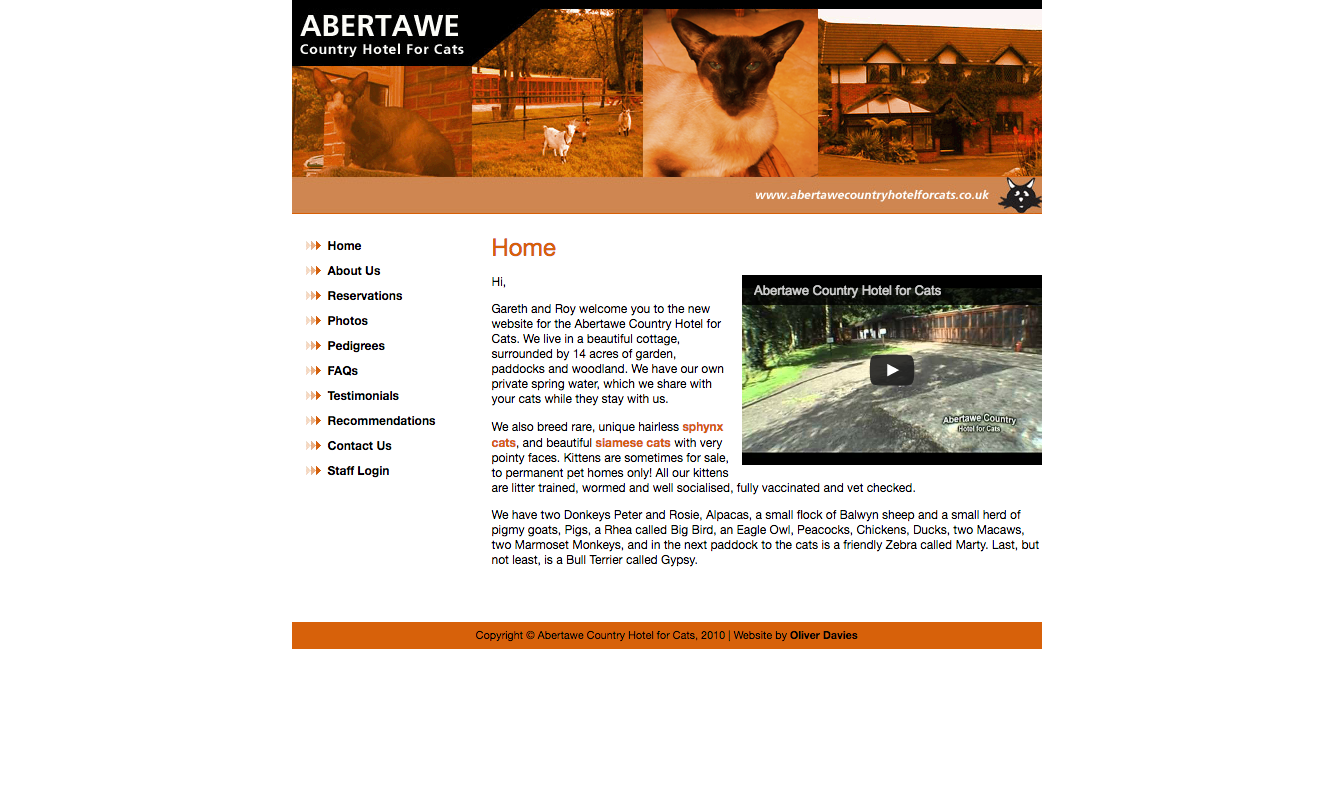 ABERTAWE
Country Hotel For Cats
www.abertawecountryhotelforcats.co.uk
Home
About Us
Reservations
Photos
Pedigrees
FAQs
Testimonials
Recommendations
Contact Us
Staff Login
Home
Hi,
Gareth and Roy welcome you to the new
website for the Abertawe Country Hotel for
Cats. We live in a beautiful cottage,
surrounded by 14 acres of garden,
paddocks and woodland. We have our own
private spring water, which we share with
your cats while they stay with us.
We also breed rare, unique hairless sphynx
cats, and beautiful siamese cats with very
pointy faces. Kittens are sometimes for sale,
to permanent pet homes only! All our kittens
are litter trained, wormed and well socialised, fully vaccinated and vet checked.
Abertawe Country Hotel for Cats
Abertawe Country
Hotel for Cats
We have two Donkeys Peter and Rosie, Alpacas, a small flock of Balwyn sheep and a small herd of
pigmy goats, Pigs, a Rhea called Big Bird, an Eagle Owl, Peacocks, Chickens, Ducks, two Macaws,
two Marmoset Monkeys, and in the next paddock to the cats is a friendly Zebra called Marty. Last, but
not least, is a Bull Terrier called Gypsy.
Copyright © Abertawe Country Hotel for Cats, 2010 | Website by Oliver Davies